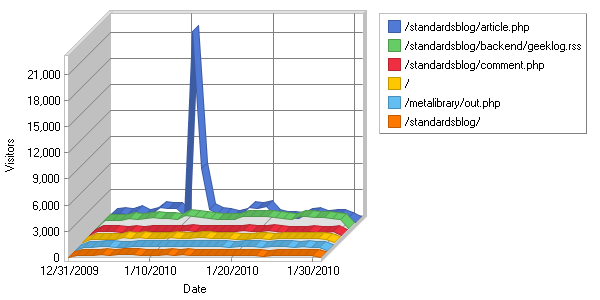 /standardsblog/article.php
/standardsblog/backend/geeklog.rss
/standardsblog/comment.php
/
/metalibrary/out.php
/standardsblog/
Visitors
21,000
18,000
15,000
12,000
9,000
6,000
3,000
0
12/31/2009 1/10/2010 1/20/2010 1/30/2010
Date